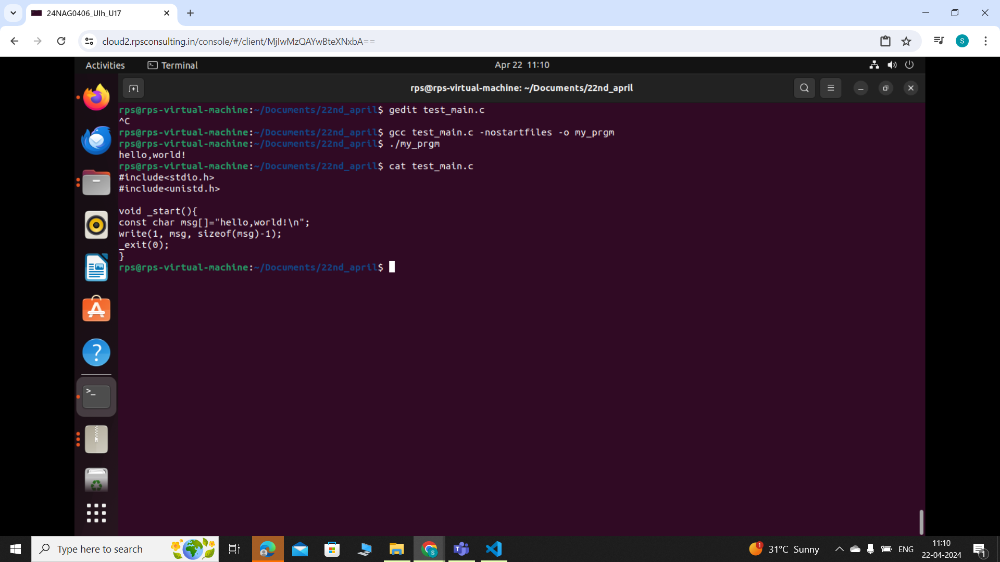 24NAG0406_Ulh_U17
cloud2.rpsconsulting.in/console/#/client/MjIwMzQAYwBteXNxbA==
S
Activities
Terminal
Apr 22 11:10
rps@rps-virtual-machine: ~/Documents/22nd_april
rps@rps-virtual-machine:~/Documents/22nd_april$ gedit test_main.c
^C
rps@rps-virtual-machine:~/Documents/22nd_april$ gcc test_main.c -nostartfiles -o my_prgm
rps@rps-virtual-machine:~/Documents/22nd_april$ ./my_prgm
hello,world!
rps@rps-virtual-machine:~/Documents/22nd_april$ cat test_main.c
#include<stdio.h>
#include<unistd.h>
void _start(){
const char msg[]="hello,world!\n";
write(1, msg, sizeof(msg)-1);
_exit(0);
}
rps@rps-virtual-machine:~/Documents/22nd_april$
Type here to search
1
31°C Sunny
ENG
11:10
22-04-2024
1